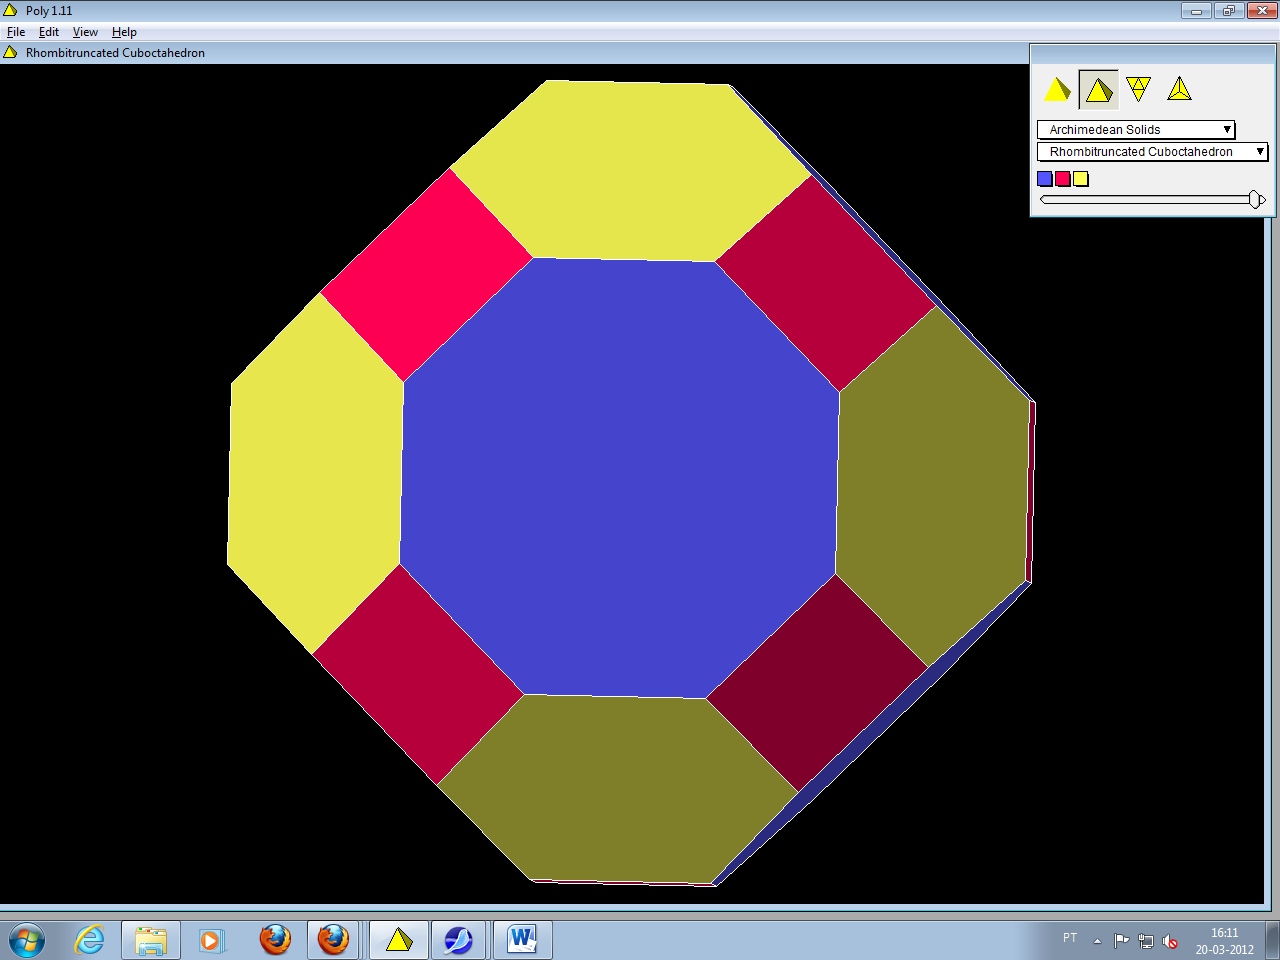 Poly 1.11
File Edit View Help
Rhombitruncated Cuboctahedron
Archimedean Solids
Rhombitruncated Cuboctahedron
PT
16:11
20-03-2012